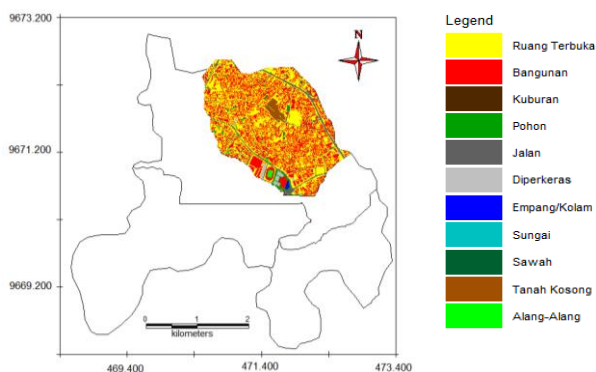 9673.200
9671.200
9669.200
469.400
471.400
473.400
N
0 1 2
kilometers
Legend
Ruang Terbuka
Bangunan
Kuburan
Pohon
Jalan
Diperkeras
Empang/Kolam
Sungai
Sawah
Tanah Kosong
Alang-Alang